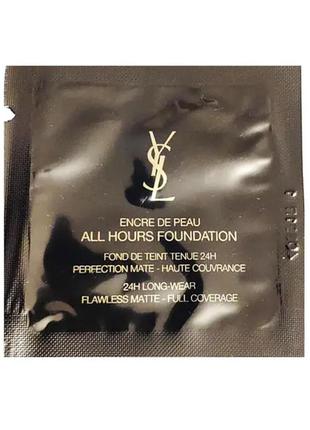 YSL
ENCRE DE PEAU
ALL HOURS FOUNDATION
FOND DE TEINT TENUE 24H
PERFECTION MATE - HAUTE COUVRANCE
24H LONG-WEAR
FLAWLESS MATTE - FULL COVERAGE